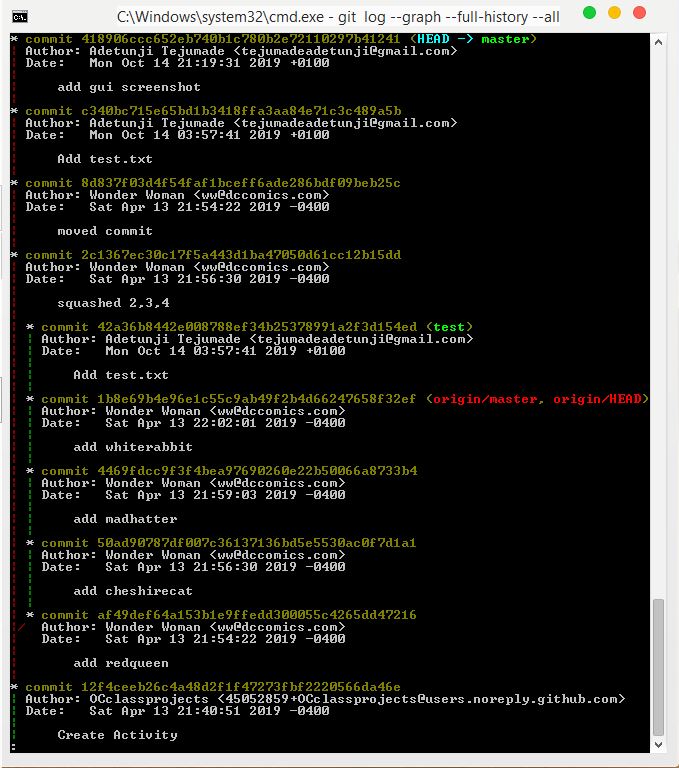 C:\Windows\system32\cmd.exe - git log --graph --full-history --all
* commit 418906ccc652eb740b1c780b2e72110297b41241 (HEAD -> master)
| Author: Adetunji Tejumade <tejumadeadetunji@gmail.com>
| Date:   Mon Oct 14 21:19:31 2019 +0100
|
|     add gui screenshot
|
* commit c340bc715e65bd1b3418ffa3aa84e71c3c489a5b
| Author: Adetunji Tejumade <tejumadeadetunji@gmail.com>
| Date:   Mon Oct 14 03:57:41 2019 +0100
|
|     Add test.txt
|
* commit 8d837f03d4f54faf1bceff6ade286bdf09beb25c
| Author: Wonder Woman <ww@dccomics.com>
| Date:   Sat Apr 13 21:54:22 2019 -0400
|
|     moved commit
|
* commit 2c1367ec30c17f5a443d1ba47050d61cc12b15dd
| Author: Wonder Woman <ww@dccomics.com>
| Date:   Sat Apr 13 21:56:30 2019 -0400
|
|     squashed 2,3,4
|
| * commit 42a36b8442e008788ef34b25378991a2f3d154ed (test)
| | Author: Adetunji Tejumade <tejumadeadetunji@gmail.com>
| | Date:   Mon Oct 14 03:57:41 2019 +0100
| |
| |     Add test.txt
| |
| * commit 1b8e69b4e96e1c55c9ab49f2b4d66247658f32ef (origin/master, origin/HEAD)
| | Author: Wonder Woman <ww@dccomics.com>
| | Date:   Sat Apr 13 22:02:01 2019 -0400
| |
| |     add whiterabbit
| |
| * commit 4469fdcc9f3f4bea97690260e22b50066a8733b4
| | Author: Wonder Woman <ww@dccomics.com>
| | Date:   Sat Apr 13 21:59:03 2019 -0400
| |
| |     add madhatter
| |
| * commit 50ad90787df007c36137136bd5e5530ac0f7d1a1
| | Author: Wonder Woman <ww@dccomics.com>
| | Date:   Sat Apr 13 21:56:30 2019 -0400
| |
| |     add cheshirecat
| |
| * commit af49def64a153b1e9ffedd300055c4265dd47216
|/  Author: Wonder Woman <ww@dccomics.com>
|   Date:   Sat Apr 13 21:54:22 2019 -0400
|
|       add redqueen
|
* commit 12f4ceeb26c4a48d2f1f47273fbf2220566da46e
| Author: OCclassprojects <45052859+OCclassprojects@users.noreply.github.com>
| Date:   Sat Apr 13 21:40:51 2019 -0400
|
|     Create Activity
: